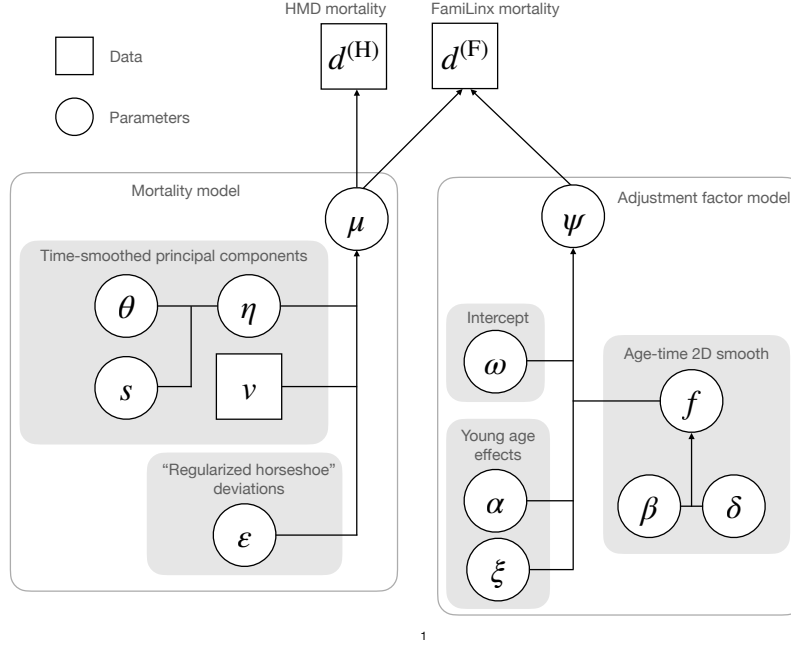 HMD mortality
FamiLinx mortality
d(H)
d(F)
Data
Parameters
Mortality model
μ
Time-smoothed principal components
θ
η
s
v
“Regularized horseshoe”
deviations
ε
Adjustment factor model
ψ
Intercept
ω
Age-time 2D smooth
f
β
δ
Young age
effects
α
ξ
1